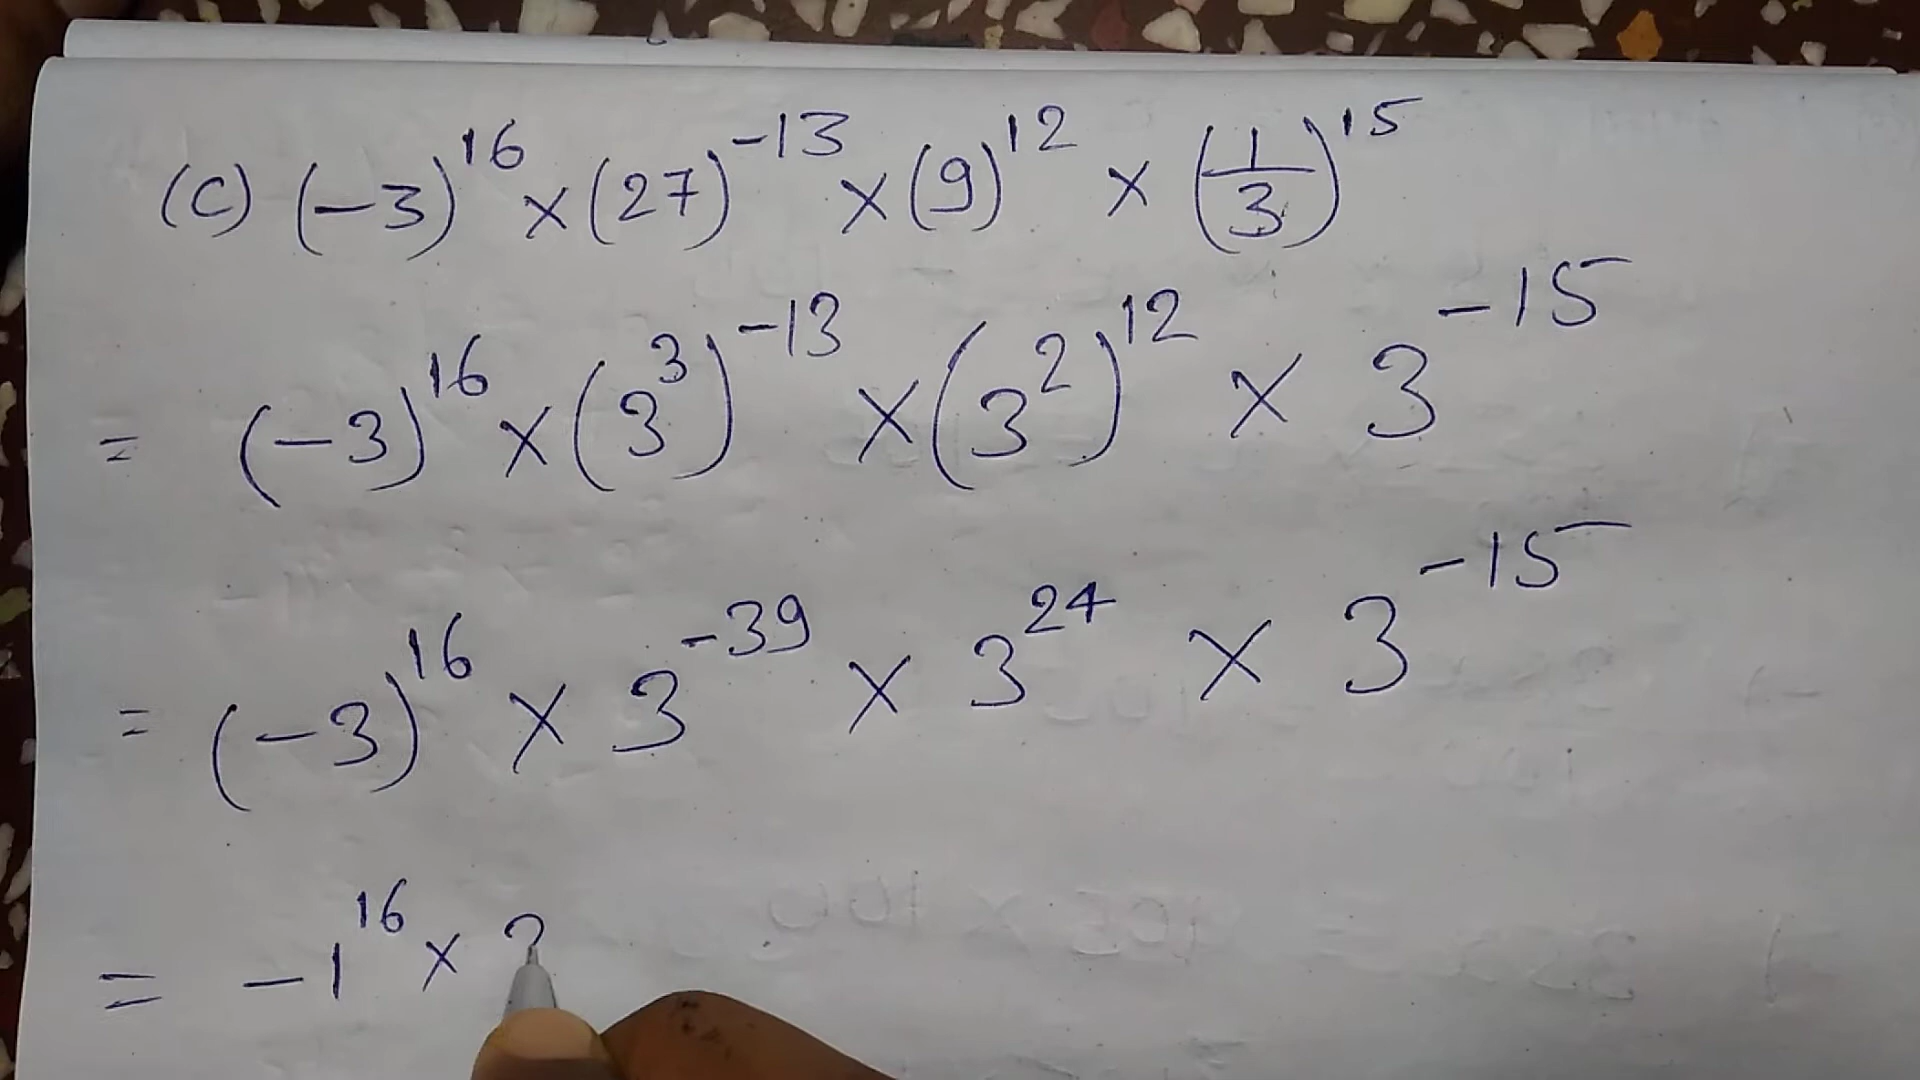 (C) (-3)^16 × (27)^-13 × (9)^12 × (1/3)^15
= (-3)^16 × (3^3)^-13 × (3^2)^12 × 3^-15
= (-3)^16 × 3^-39 × 3^24 × 3^-15
= -1^16 ×